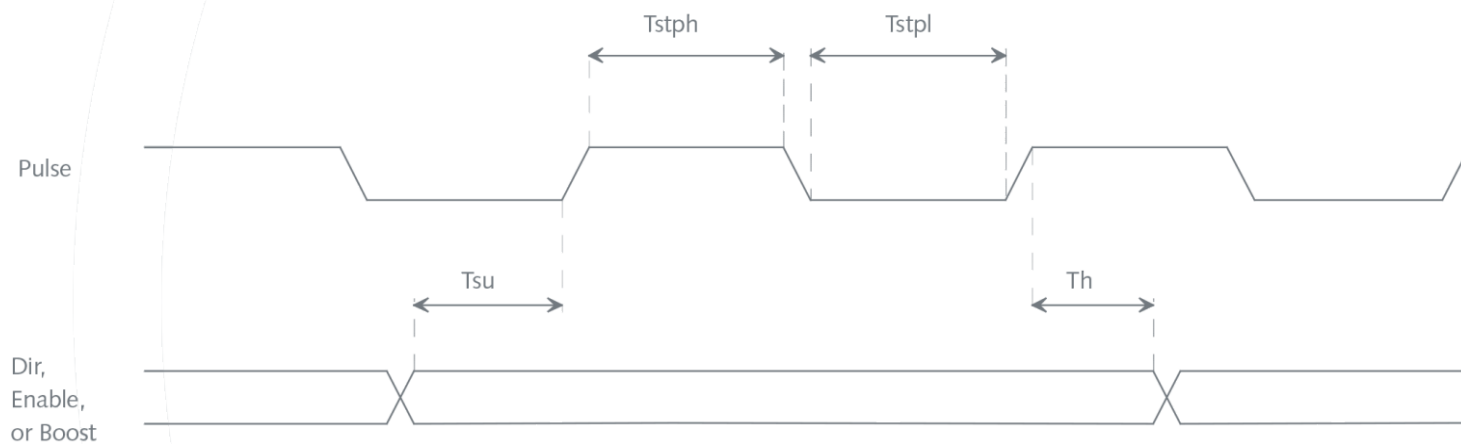 Tstph
Tstpl
Pulse
Tsu
Th
Dir,
Enable,
or Boost